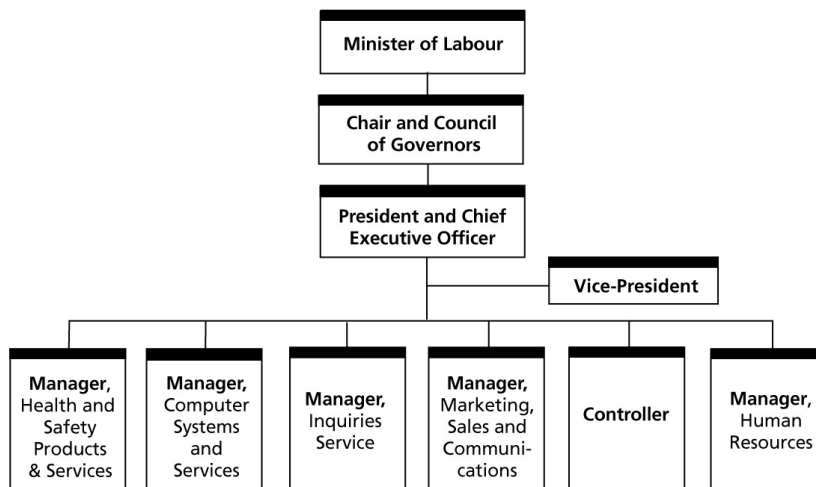 Minister of Labour
Chair and Council
of Governors
President and Chief
Executive Officer
Vice-President
Manager,
Health and
Safety
Products
& Services
Manager,
Computer
Systems
and
Services
Manager,
Inquiries
Service
Manager,
Marketing,
Sales and
Communi-
cations
Controller
Manager,
Human
Resources